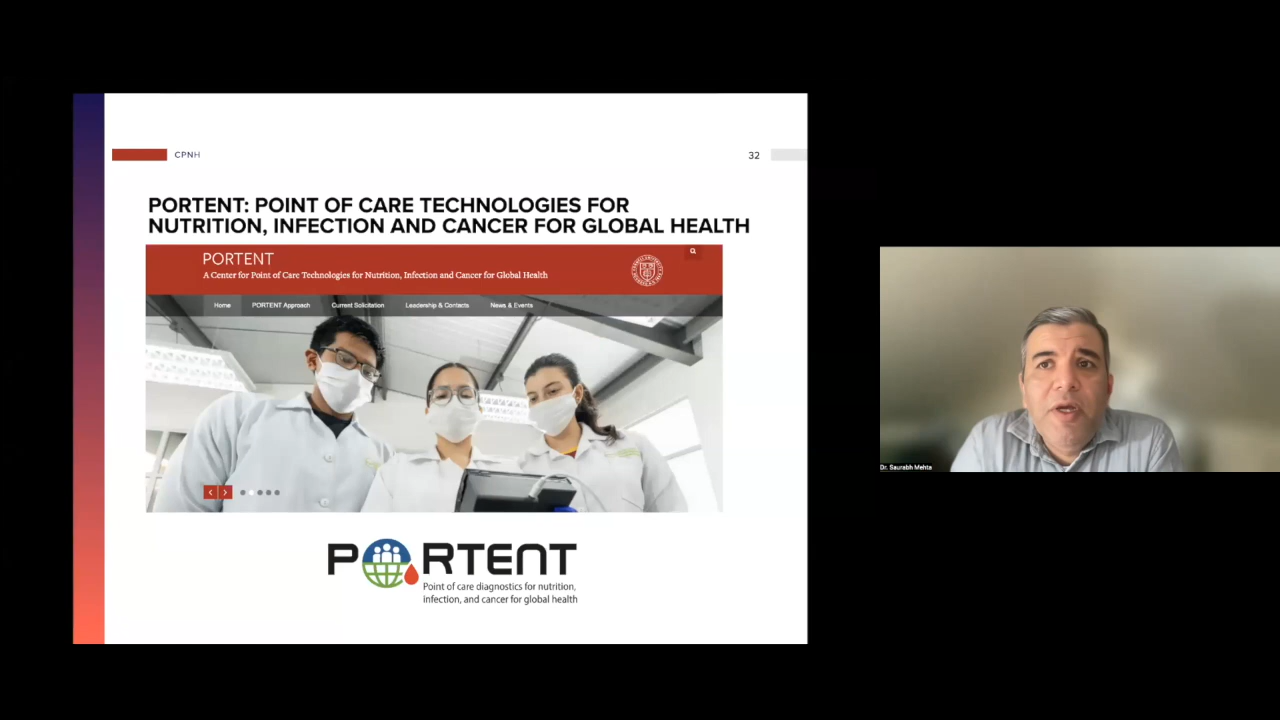 CPNH
32
PORTENT: POINT OF CARE TECHNOLOGIES FOR
NUTRITION, INFECTION AND CANCER FOR GLOBAL HEALTH
PORTENT
A Center for Point of Care Technologies for Nutrition, Infection and Cancer for Global Health
Home PORTENT Approach Current Solicitation Leadership & Contacts News & Events
PORTENT
Point of care diagnostics for nutrition,
infection, and cancer for global health
Dr. Saurabh Mehta